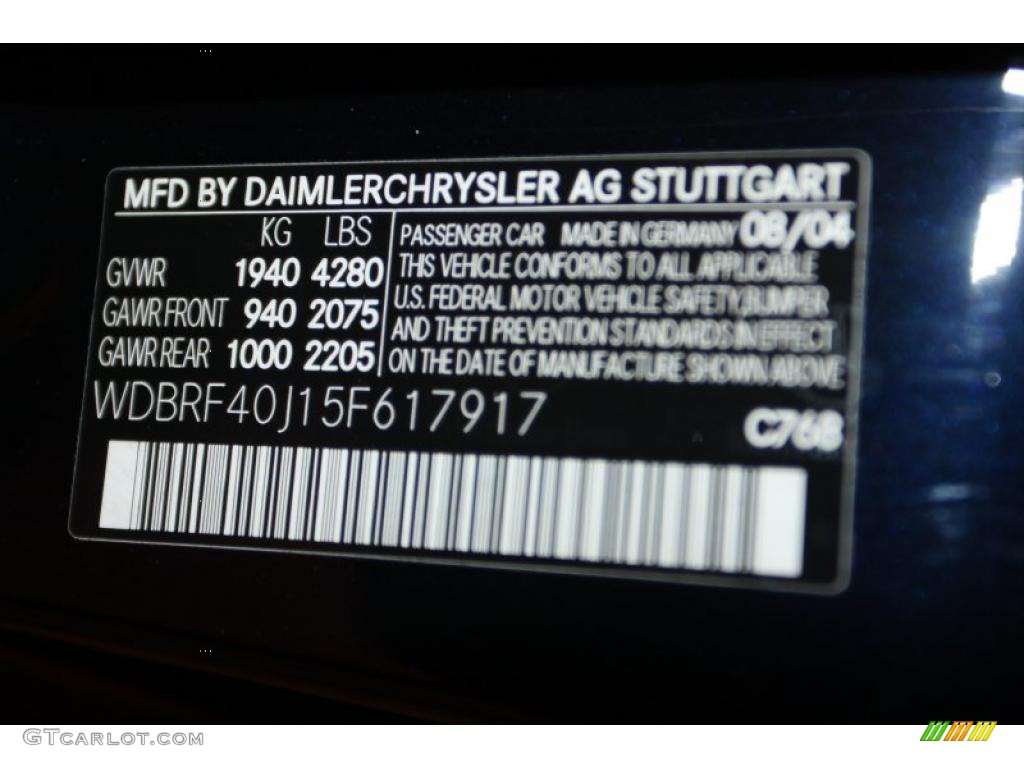 MFD BY DAIMLERCHRYSLER AG STUTTGART
KG LBS
GVWR 1940 4280
GAWR FRONT 940 2075
GAWR REAR 1000 2205
PASSENGER CAR MADE IN GERMANY 08/04
THIS VEHICLE CONFORMS TO ALL APPLICABLE
U.S. FEDERAL MOTOR VEHICLE SAFETY,BUMPER
AND THEFT PREVENTION STANDARDS IN EFFECT
ON THE DATE OF MANUFACTURE SHOWN ABOVE
WDBRF40J15F617917
C76B
GTCARLOT.COM